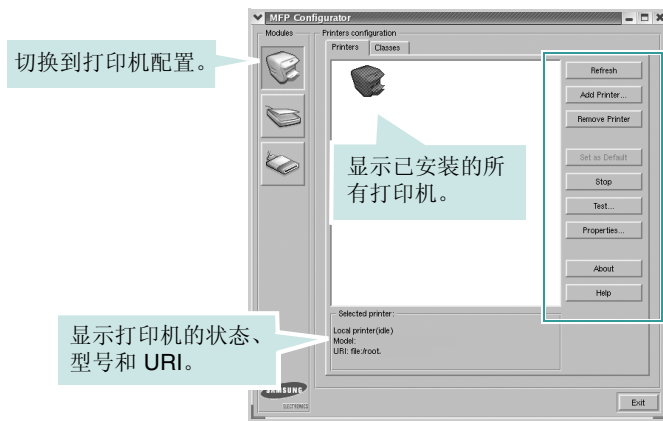 MFP Configurator
Modules
Printers configuration
Printers
Classes
切换到打印机配置。
Refresh
Add Printer...
Remove Printer
显示已安装的所
有打印机。
Set as Default
Stop
Test...
Properties...
About
Help
Selected printer:
Local printer(idle)
Model:
URI: file:/root.
显示打印机的状态、
型号和 URI。
SAMSUNG
ELECTRONICS
Exit